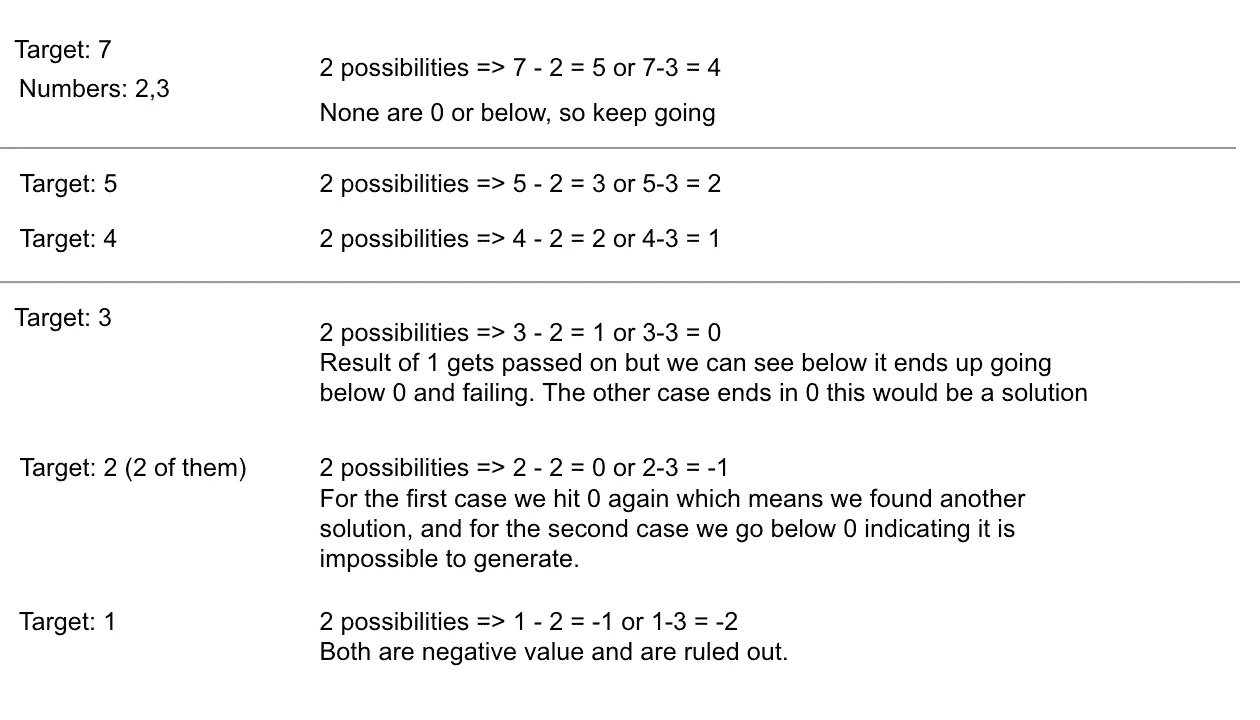 Target: 7
Numbers: 2,3
2 possibilities => 7 - 2 = 5 or 7-3 = 4
None are 0 or below, so keep going
Target: 5
2 possibilities => 5 - 2 = 3 or 5-3 = 2
Target: 4
2 possibilities => 4 - 2 = 2 or 4-3 = 1
Target: 3
2 possibilities => 3 - 2 = 1 or 3-3 = 0
Result of 1 gets passed on but we can see below it ends up going
below 0 and failing. The other case ends in 0 this would be a solution
Target: 2 (2 of them)
2 possibilities => 2 - 2 = 0 or 2-3 = -1
For the first case we hit 0 again which means we found another
solution, and for the second case we go below 0 indicating it is
impossible to generate.
Target: 1
2 possibilities => 1 - 2 = -1 or 1-3 = -2
Both are negative value and are ruled out.